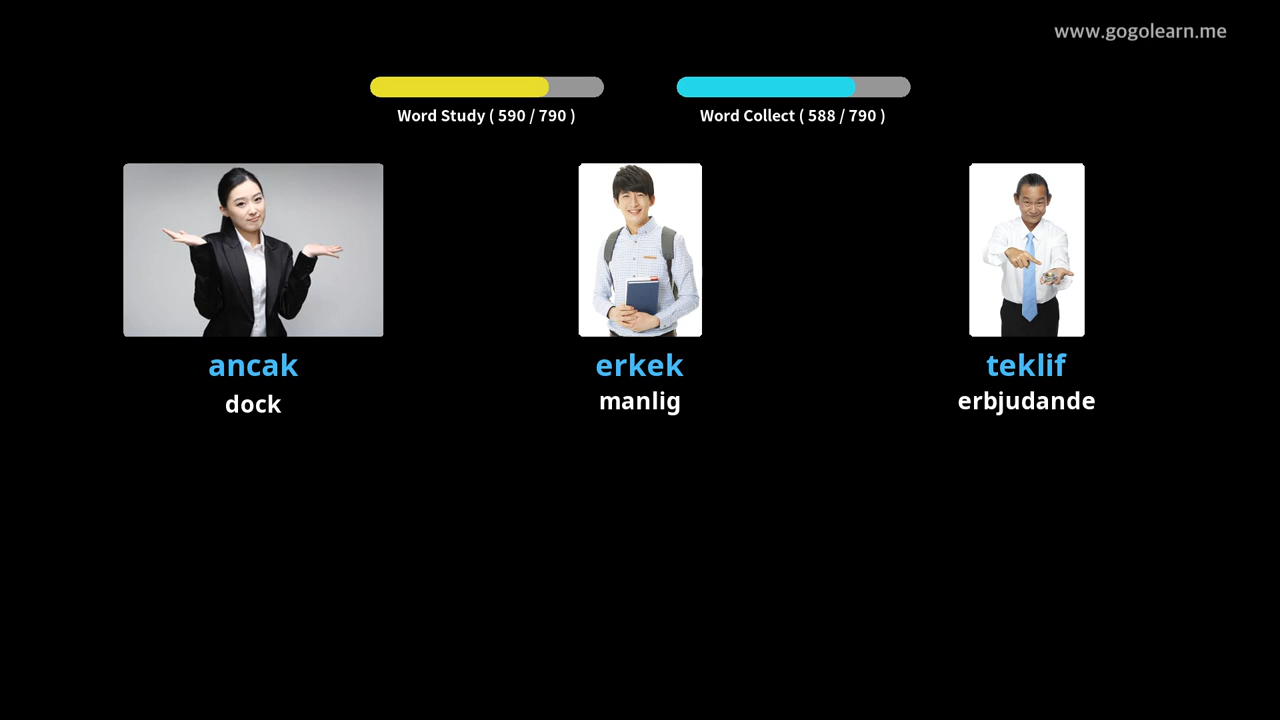 www.gogolearn.me
Word Study ( 590 / 790 )
Word Collect ( 588 / 790 )
ancak
dock
erkek
manlig
teklif
erbjudande